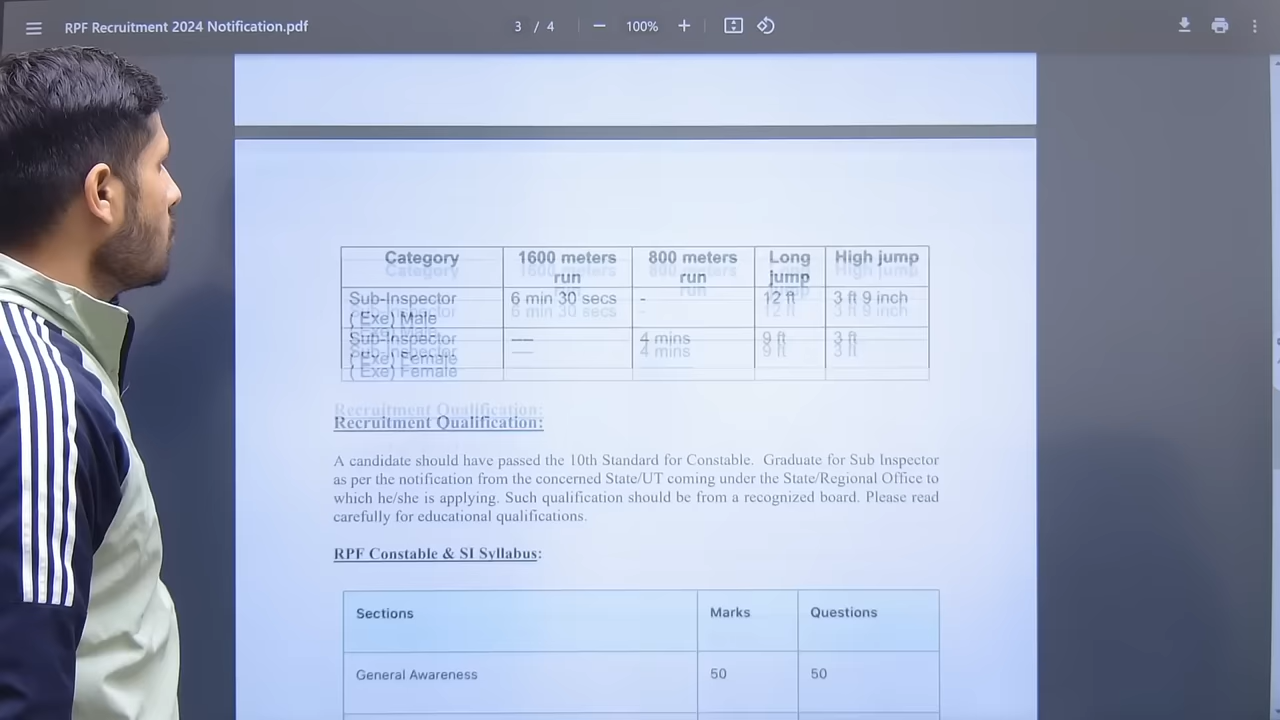 RPF Recruitment 2024 Notification.pdf
3 / 4
100%
Category 1600 meters run 800 meters run Long jump High jump
Sub-Inspector ( Exe) Male 6 min 30 secs - 12 ft 3 ft 9 inch
Sub-Inspector ( Exe) Female — 4 mins 9 ft 3 ft
Recruitment Qualification:
A candidate should have passed the 10th Standard for Constable. Graduate for Sub Inspector
as per the notification from the concerned State/UT coming under the State/Regional Office to
which he/she is applying. Such qualification should be from a recognized board. Please read
carefully for educational qualifications.
RPF Constable & SI Syllabus:
Sections Marks Questions
General Awareness 50 50